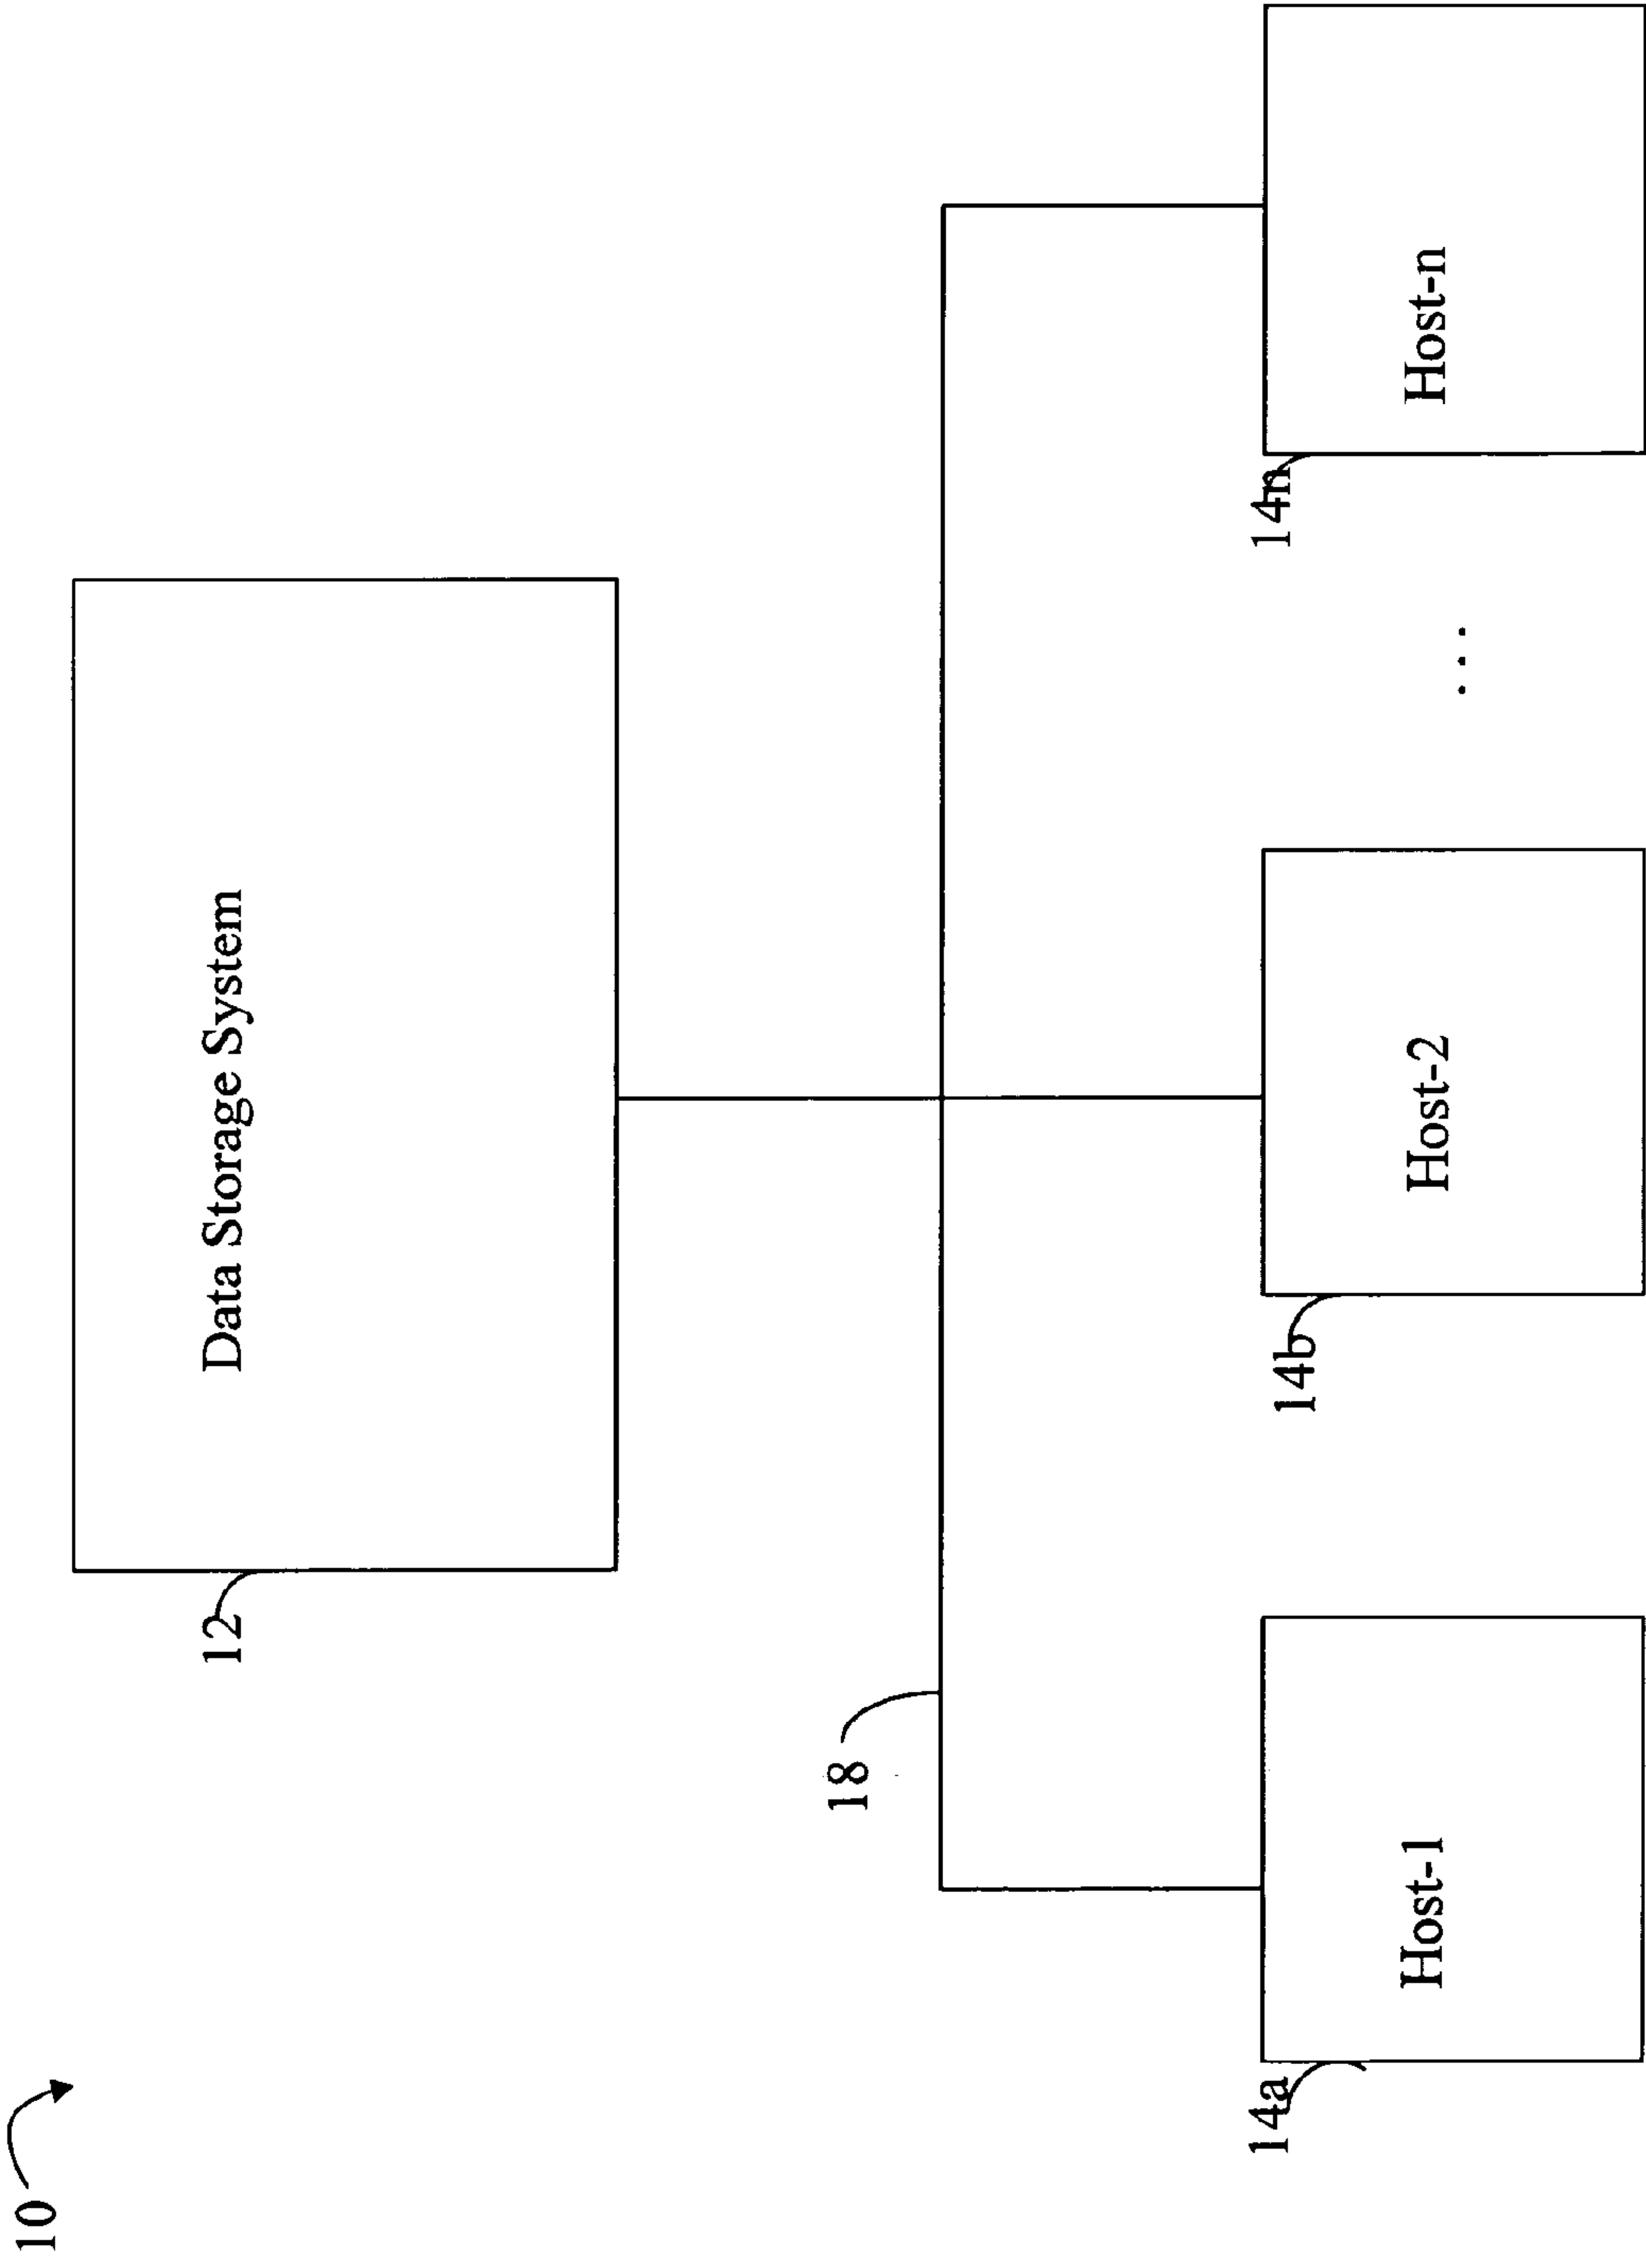 10
12
Data Storage System
18
14a
Host-1
14b
Host-2
. . .
14n
Host-n